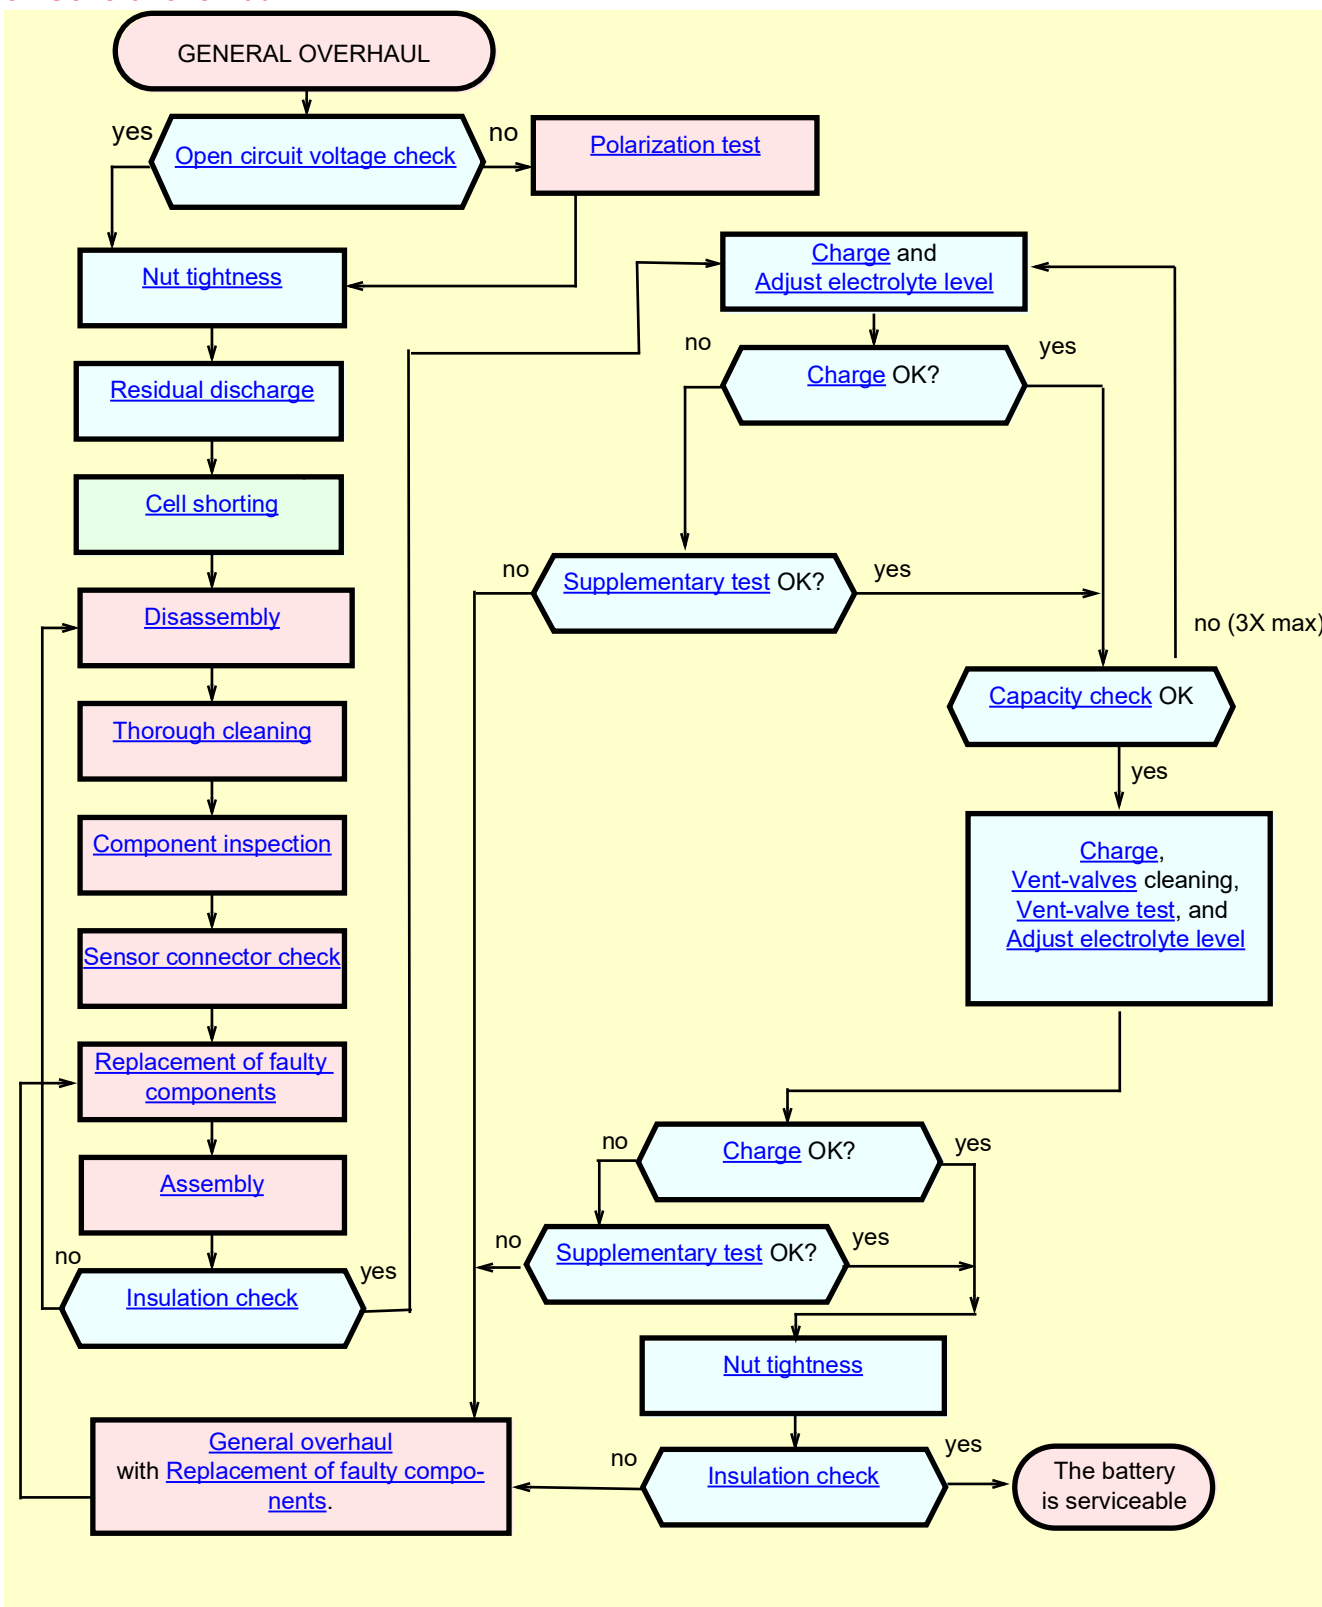 GENERAL OVERHAUL
yes
no
Open circuit voltage check
Polarization test
Nut tightness
Charge and
Adjust electrolyte level
no
yes
Charge OK?
Residual discharge
Cell shorting
no
Supplementary test OK?
yes
Disassembly
no (3X max)
Capacity check OK
Thorough cleaning
yes
Component inspection
Charge,
Vent-valves cleaning,
Vent-valve test, and
Adjust electrolyte level
Sensor connector check
Replacement of faulty
components
no
Charge OK?
yes
Assembly
no
Supplementary test OK?
yes
no
yes
Insulation check
Nut tightness
General overhaul
with Replacement of faulty compo-
nents.
no
Insulation check
yes
The battery
is serviceable